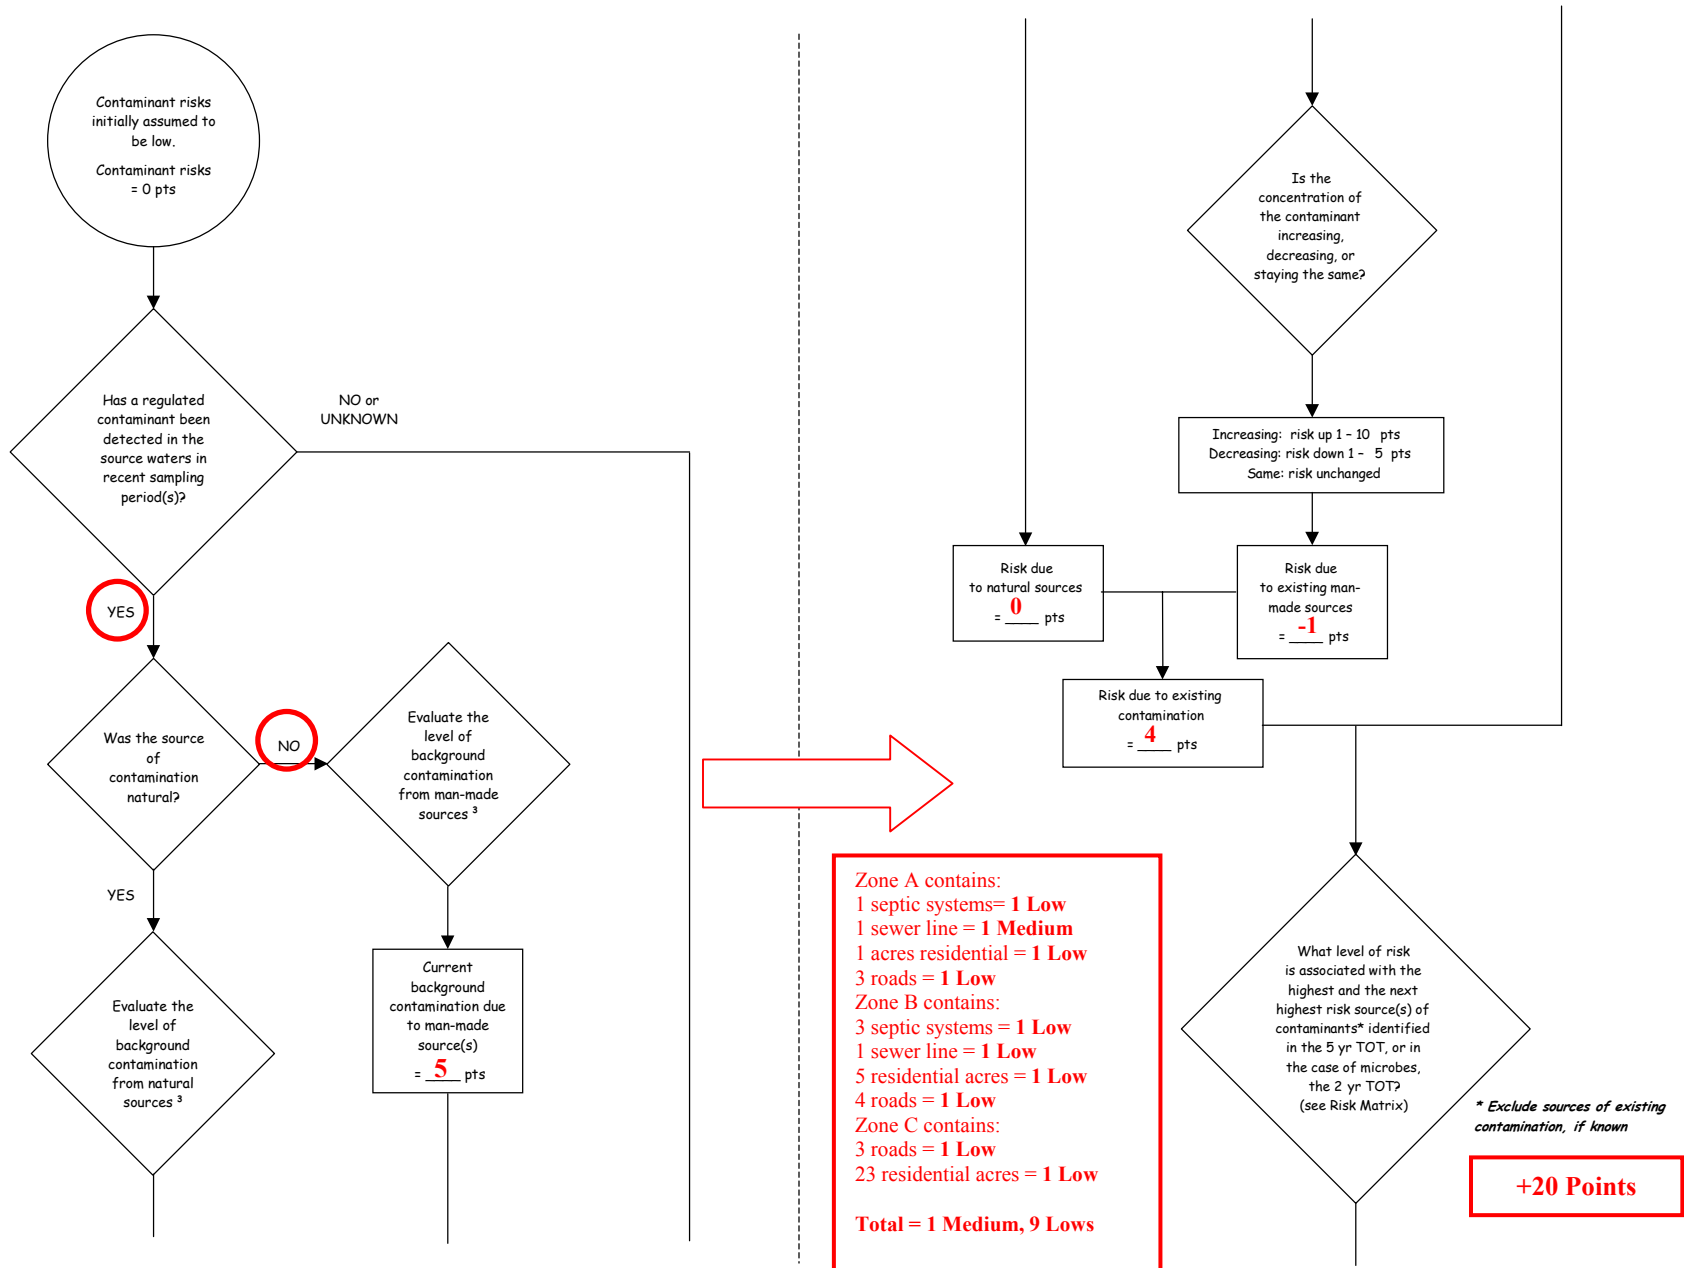 Contaminant risks
initially assumed to
be low.
Contaminant risks
= 0 pts
Has a regulated
contaminant been
detected in the
source waters in
recent sampling
period(s)?
NO or
UNKNOWN
YES
Was the source
of
contamination
natural?
NO
Evaluate the
level of
background
contamination
from man-made
sources ³
YES
Evaluate the
level of
background
contamination
from natural
sources ³
Current
background
contamination due
to man-made
source(s)
= 5 pts
Is the
concentration of
the contaminant
increasing,
decreasing, or
staying the same?
Increasing: risk up 1 – 10 pts
Decreasing: risk down 1 – 5 pts
Same: risk unchanged
Risk due
to natural sources
= 0 pts
Risk due
to existing man-
made sources
= -1 pts
Risk due to existing
contamination
= 4 pts
Zone A contains:
1 septic systems= 1 Low
1 sewer line = 1 Medium
1 acres residential = 1 Low
3 roads = 1 Low
Zone B contains:
3 septic systems = 1 Low
1 sewer line = 1 Low
5 residential acres = 1 Low
4 roads = 1 Low
Zone C contains:
3 roads = 1 Low
23 residential acres = 1 Low
Total = 1 Medium, 9 Lows
What level of risk
is associated with the
highest and the next
highest risk source(s) of
contaminants* identified
in the 5 yr TOT, or in
the case of microbes,
the 2 yr TOT?
(see Risk Matrix)
* Exclude sources of existing
contamination, if known
+20 Points